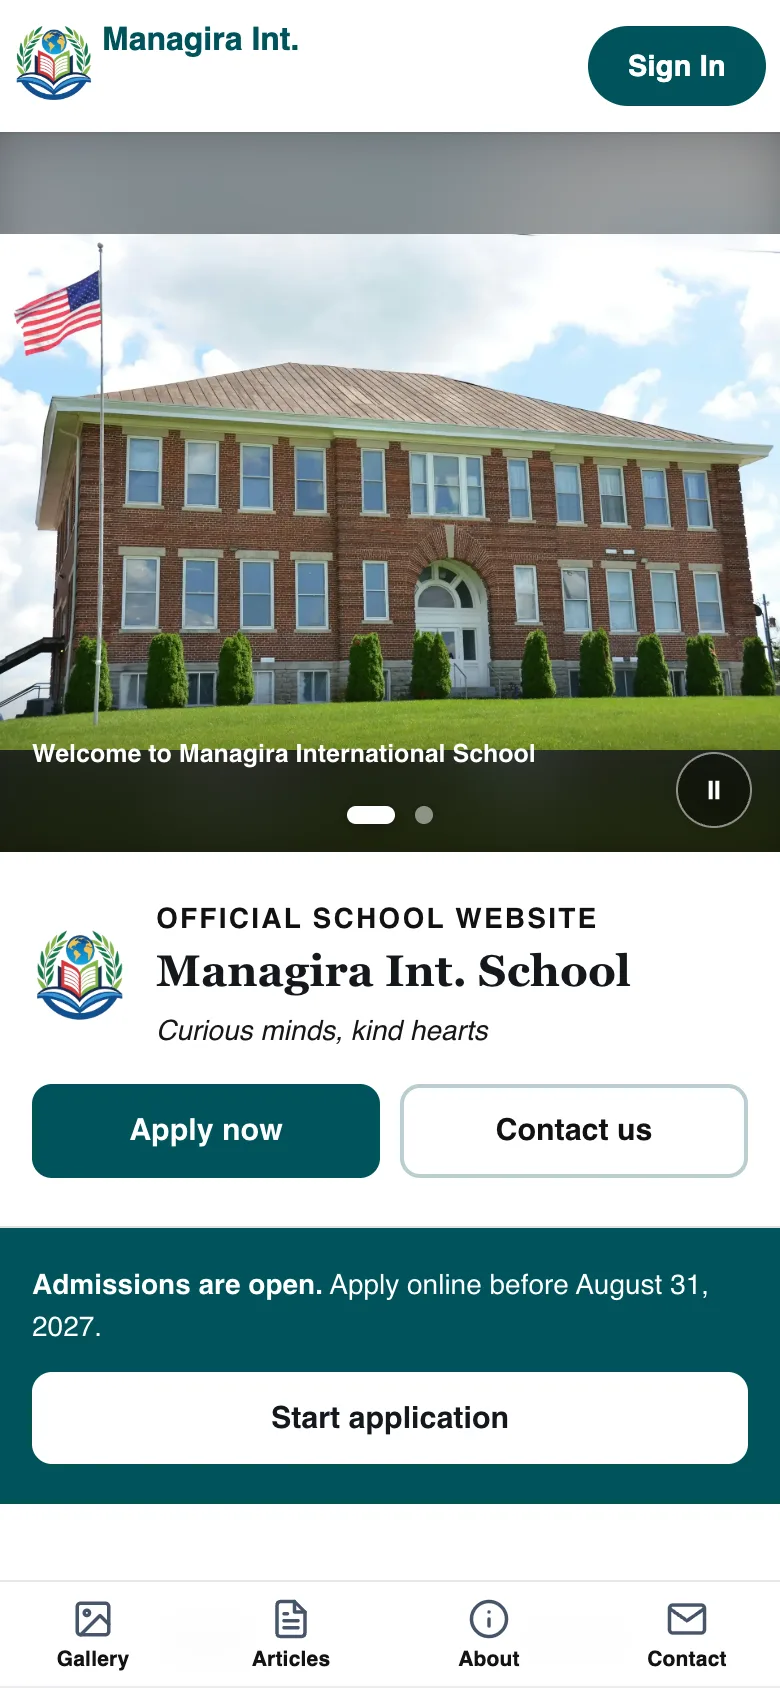 Managira Int.
Sign In
Welcome to Managira International School
OFFICIAL SCHOOL WEBSITE
Managira Int. School
Curious minds, kind hearts
Apply now
Contact us
Admissions are open. Apply online before August 31,
2027.
Start application
Gallery
Articles
About
Contact